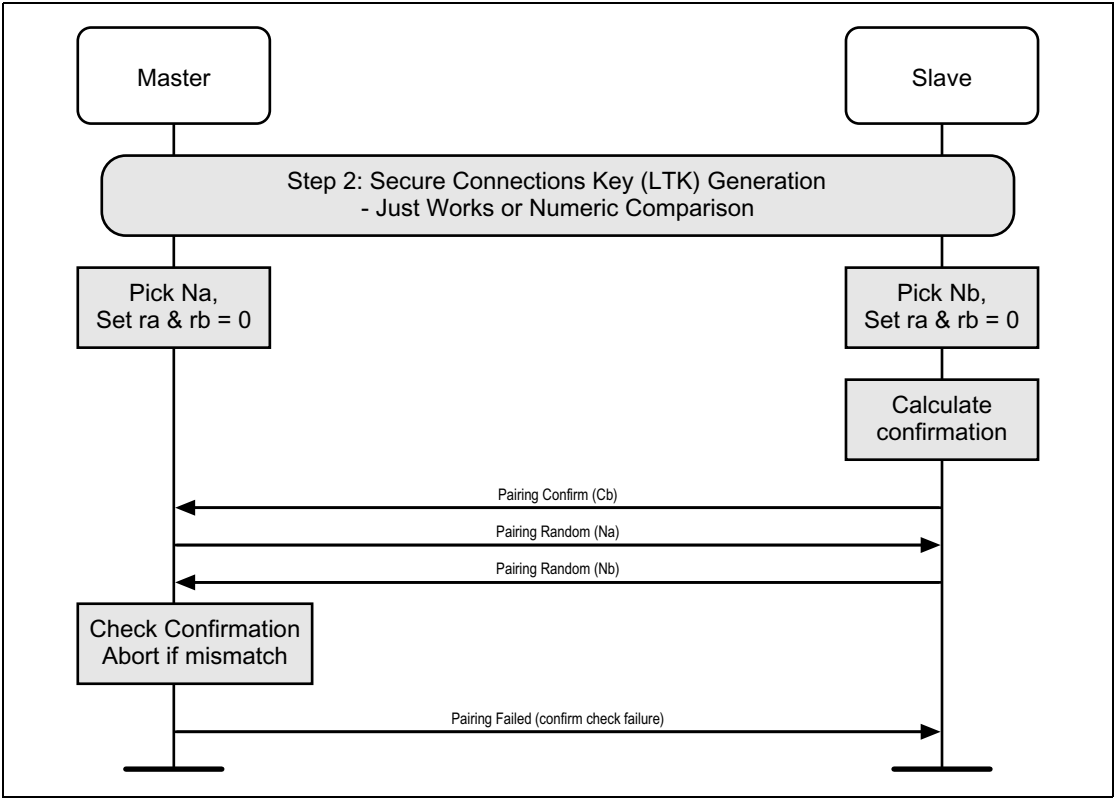 Master
Slave
Step 2: Secure Connections Key (LTK) Generation
- Just Works or Numeric Comparison
Pick Na,
Set ra & rb = 0
Pick Nb,
Set ra & rb = 0
Calculate
confirmation
Pairing Confirm (Cb)
Pairing Random (Na)
Pairing Random (Nb)
Check Confirmation
Abort if mismatch
Pairing Failed (confirm check failure)